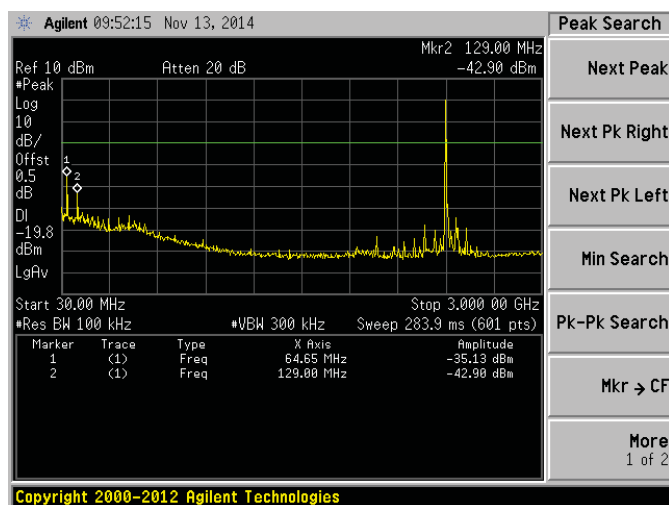 Agilent 09:52:15 Nov 13, 2014
Peak Search
Mkr2 129.00 MHz
Ref 10 dBm Atten 20 dB -42.90 dBm
#Peak
Log
10
dB/
Offst
0.5
dB
DI
-19.8
dBm
LgAv
1
2
Start 30.00 MHz Stop 3.000 00 GHz
#Res BW 100 kHz #VBW 300 kHz Sweep 283.9 ms (601 pts)
Marker Trace Type X Axis Amplitude
1 (1) Freq 64.65 MHz -35.13 dBm
2 (1) Freq 129.00 MHz -42.90 dBm
Next Peak
Next Pk Right
Next Pk Left
Min Search
Pk-Pk Search
Mkr → CF
More
1 of 2
Copyright 2000-2012 Agilent Technologies